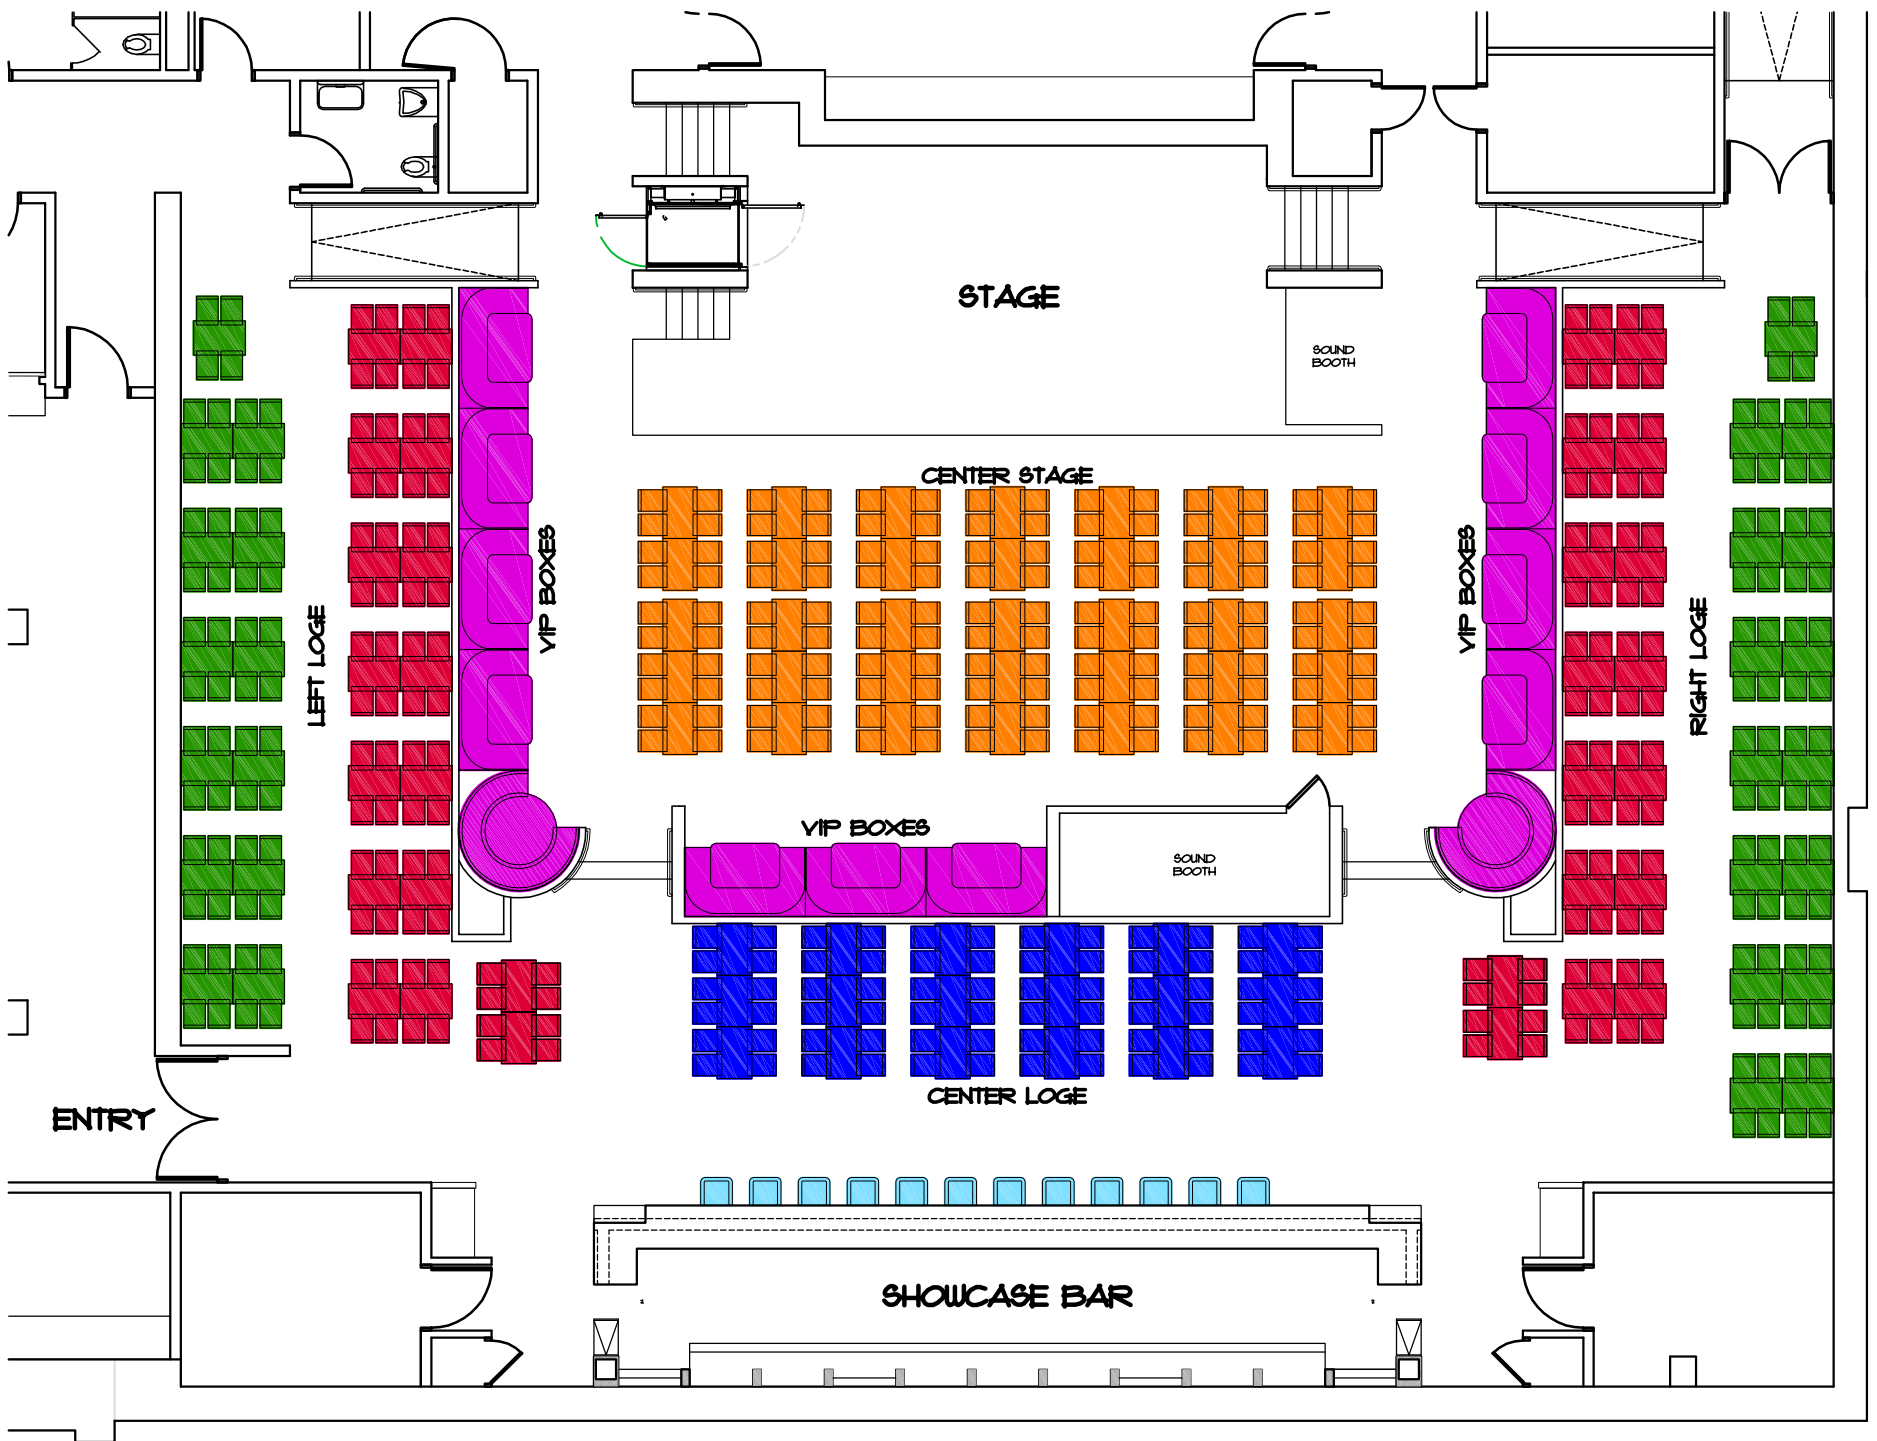 STAGE
SOUND
BOOTH
CENTER STAGE
VIP BOXES
VIP BOXES
LEFT LOGE
RIGHT LOGE
VIP BOXES
SOUND
BOOTH
CENTER LOGE
ENTRY
SHOWCASE BAR